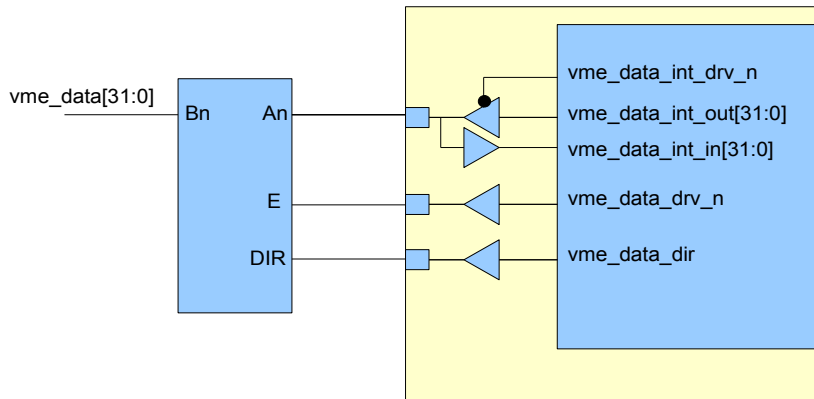 vme_data[31:0]
Bn
An
E
DIR
vme_data_int_drv_n
vme_data_int_out[31:0]
vme_data_int_in[31:0]
vme_data_drv_n
vme_data_dir